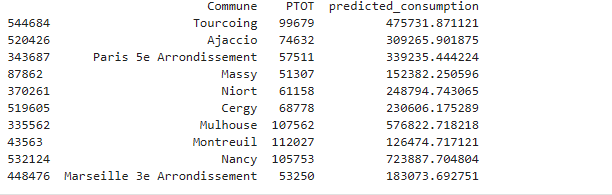 Commune PTOT predicted_consumption
544684 Tourcoing 99679 475731.871121
520426 Ajaccio 74632 309265.901875
343687 Paris 5e Arrondissement 57511 339235.444224
87862 Massy 51307 152382.250596
370261 Niort 61158 248794.743065
519605 Cergy 68778 230606.175289
335562 Mulhouse 107562 576822.718218
43563 Montreuil 112027 126474.717121
532124 Nancy 105753 723887.704804
448476 Marseille 3e Arrondissement 53250 183073.692751